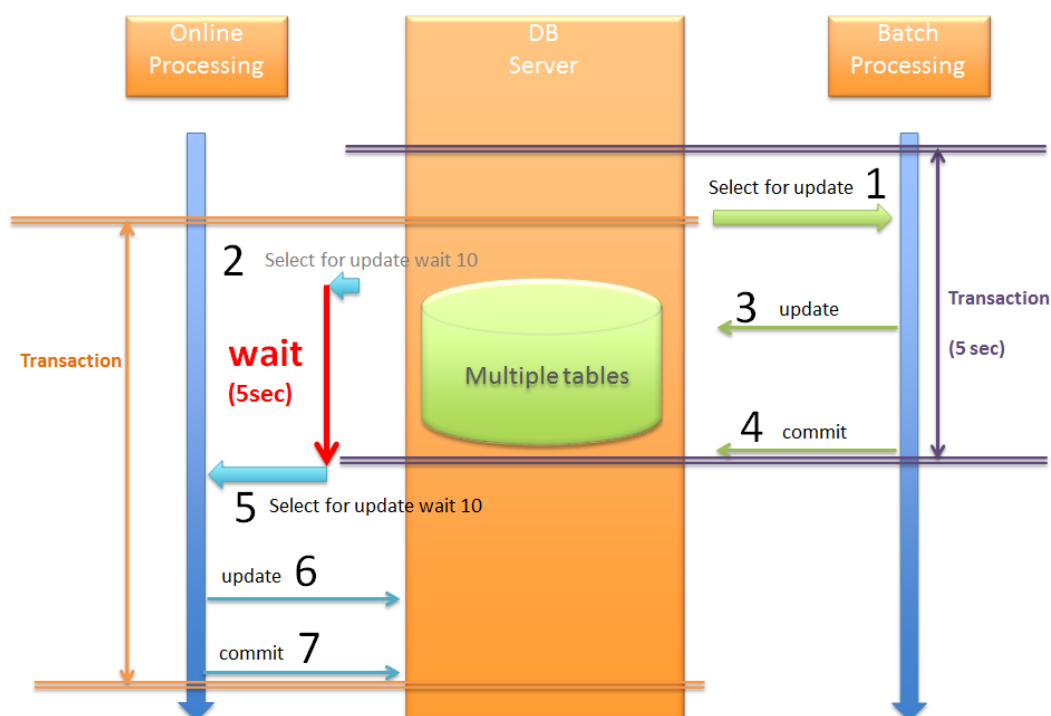 Online
Processing
DB
Server
Batch
Processing
Select for update 1
2 Select for update wait 10
3 update
Transaction
(5 sec)
Transaction
wait
(5sec)
Multiple tables
4 commit
5 Select for update wait 10
update 6
commit 7